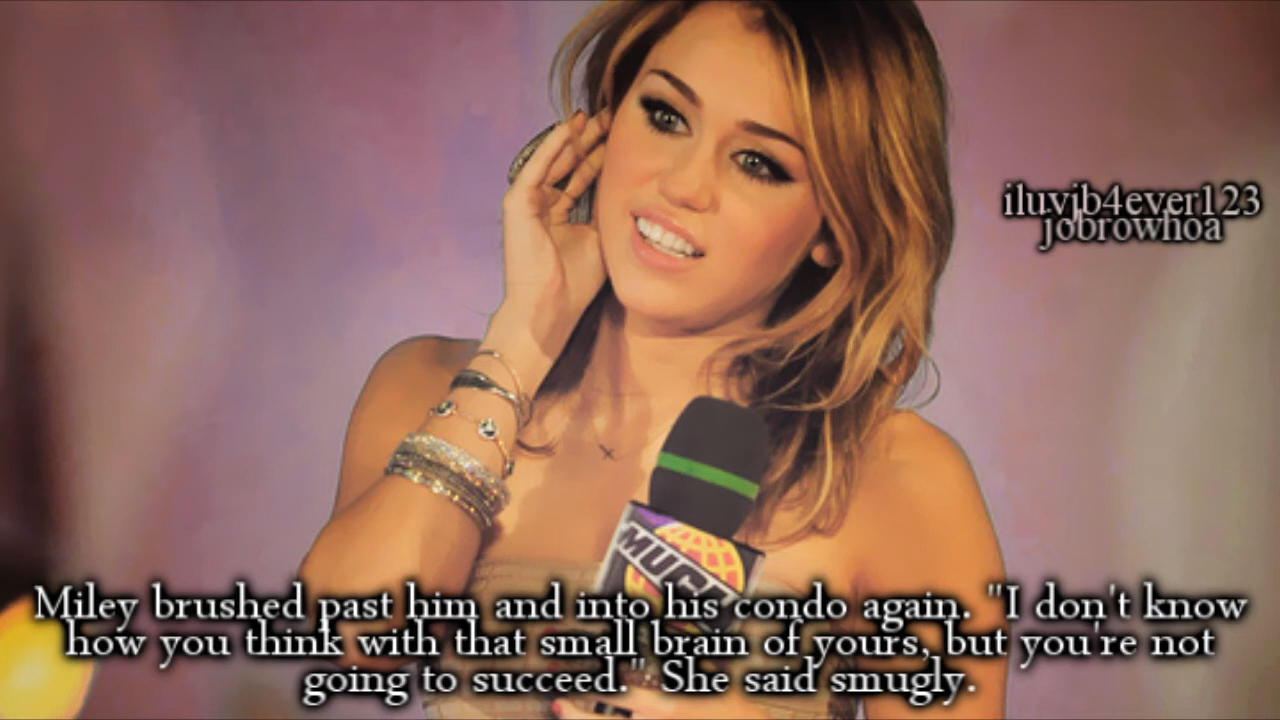 iluvjb4ever123
jobrowhoa
MUCH
Miley brushed past him and into his condo again. "I don't know
how you think with that small brain of yours, but you're not
going to succeed." She said smugly.